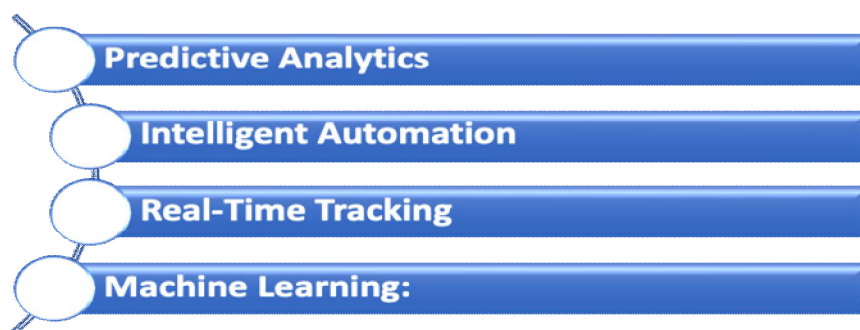 Predictive Analytics
Intelligent Automation
Real-Time Tracking
Machine Learning: